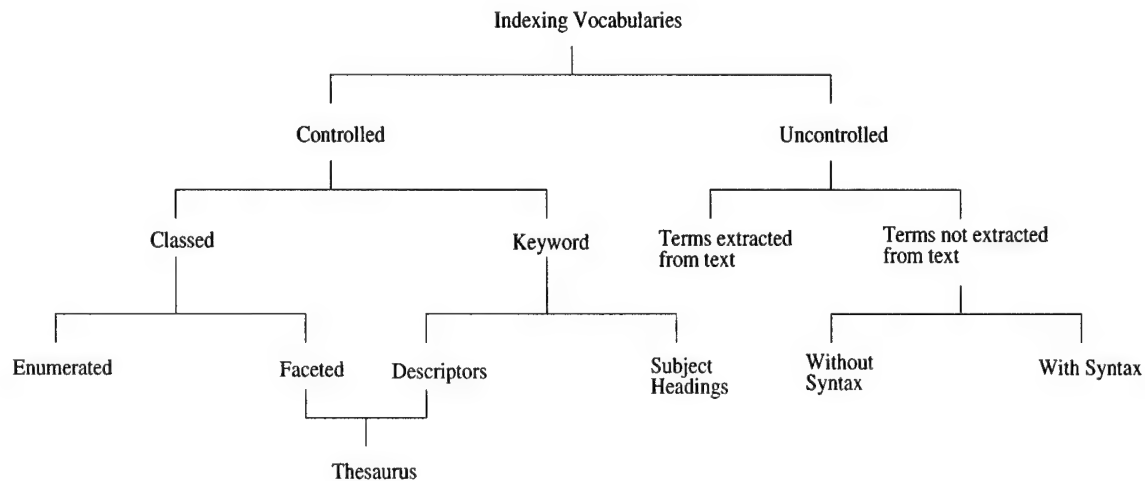 Indexing Vocabularies
Controlled
Uncontrolled
Classed
Keyword
Terms extracted
from text
Terms not extracted
from text
Enumerated
Faceted
Descriptors
Subject
Headings
Without
Syntax
With Syntax
Thesaurus